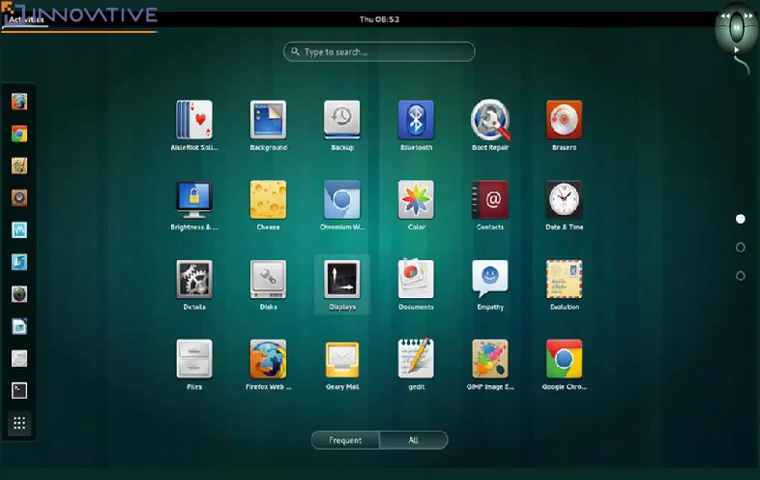 Activities
INNOVATIVE
Thu 08:53
Type to search...
AisleRiot Soli...
Background
Backup
Bluetooth
Boot Repair
Brasero
Brightness & ...
Cheese
Chromium W...
Color
Contacts
Date & Time
Details
Disks
Displays
Documents
Empathy
Evolution
Files
Firefox Web ...
Geary Mail
gedit
GIMP Image E...
Google Chro...
Frequent
All